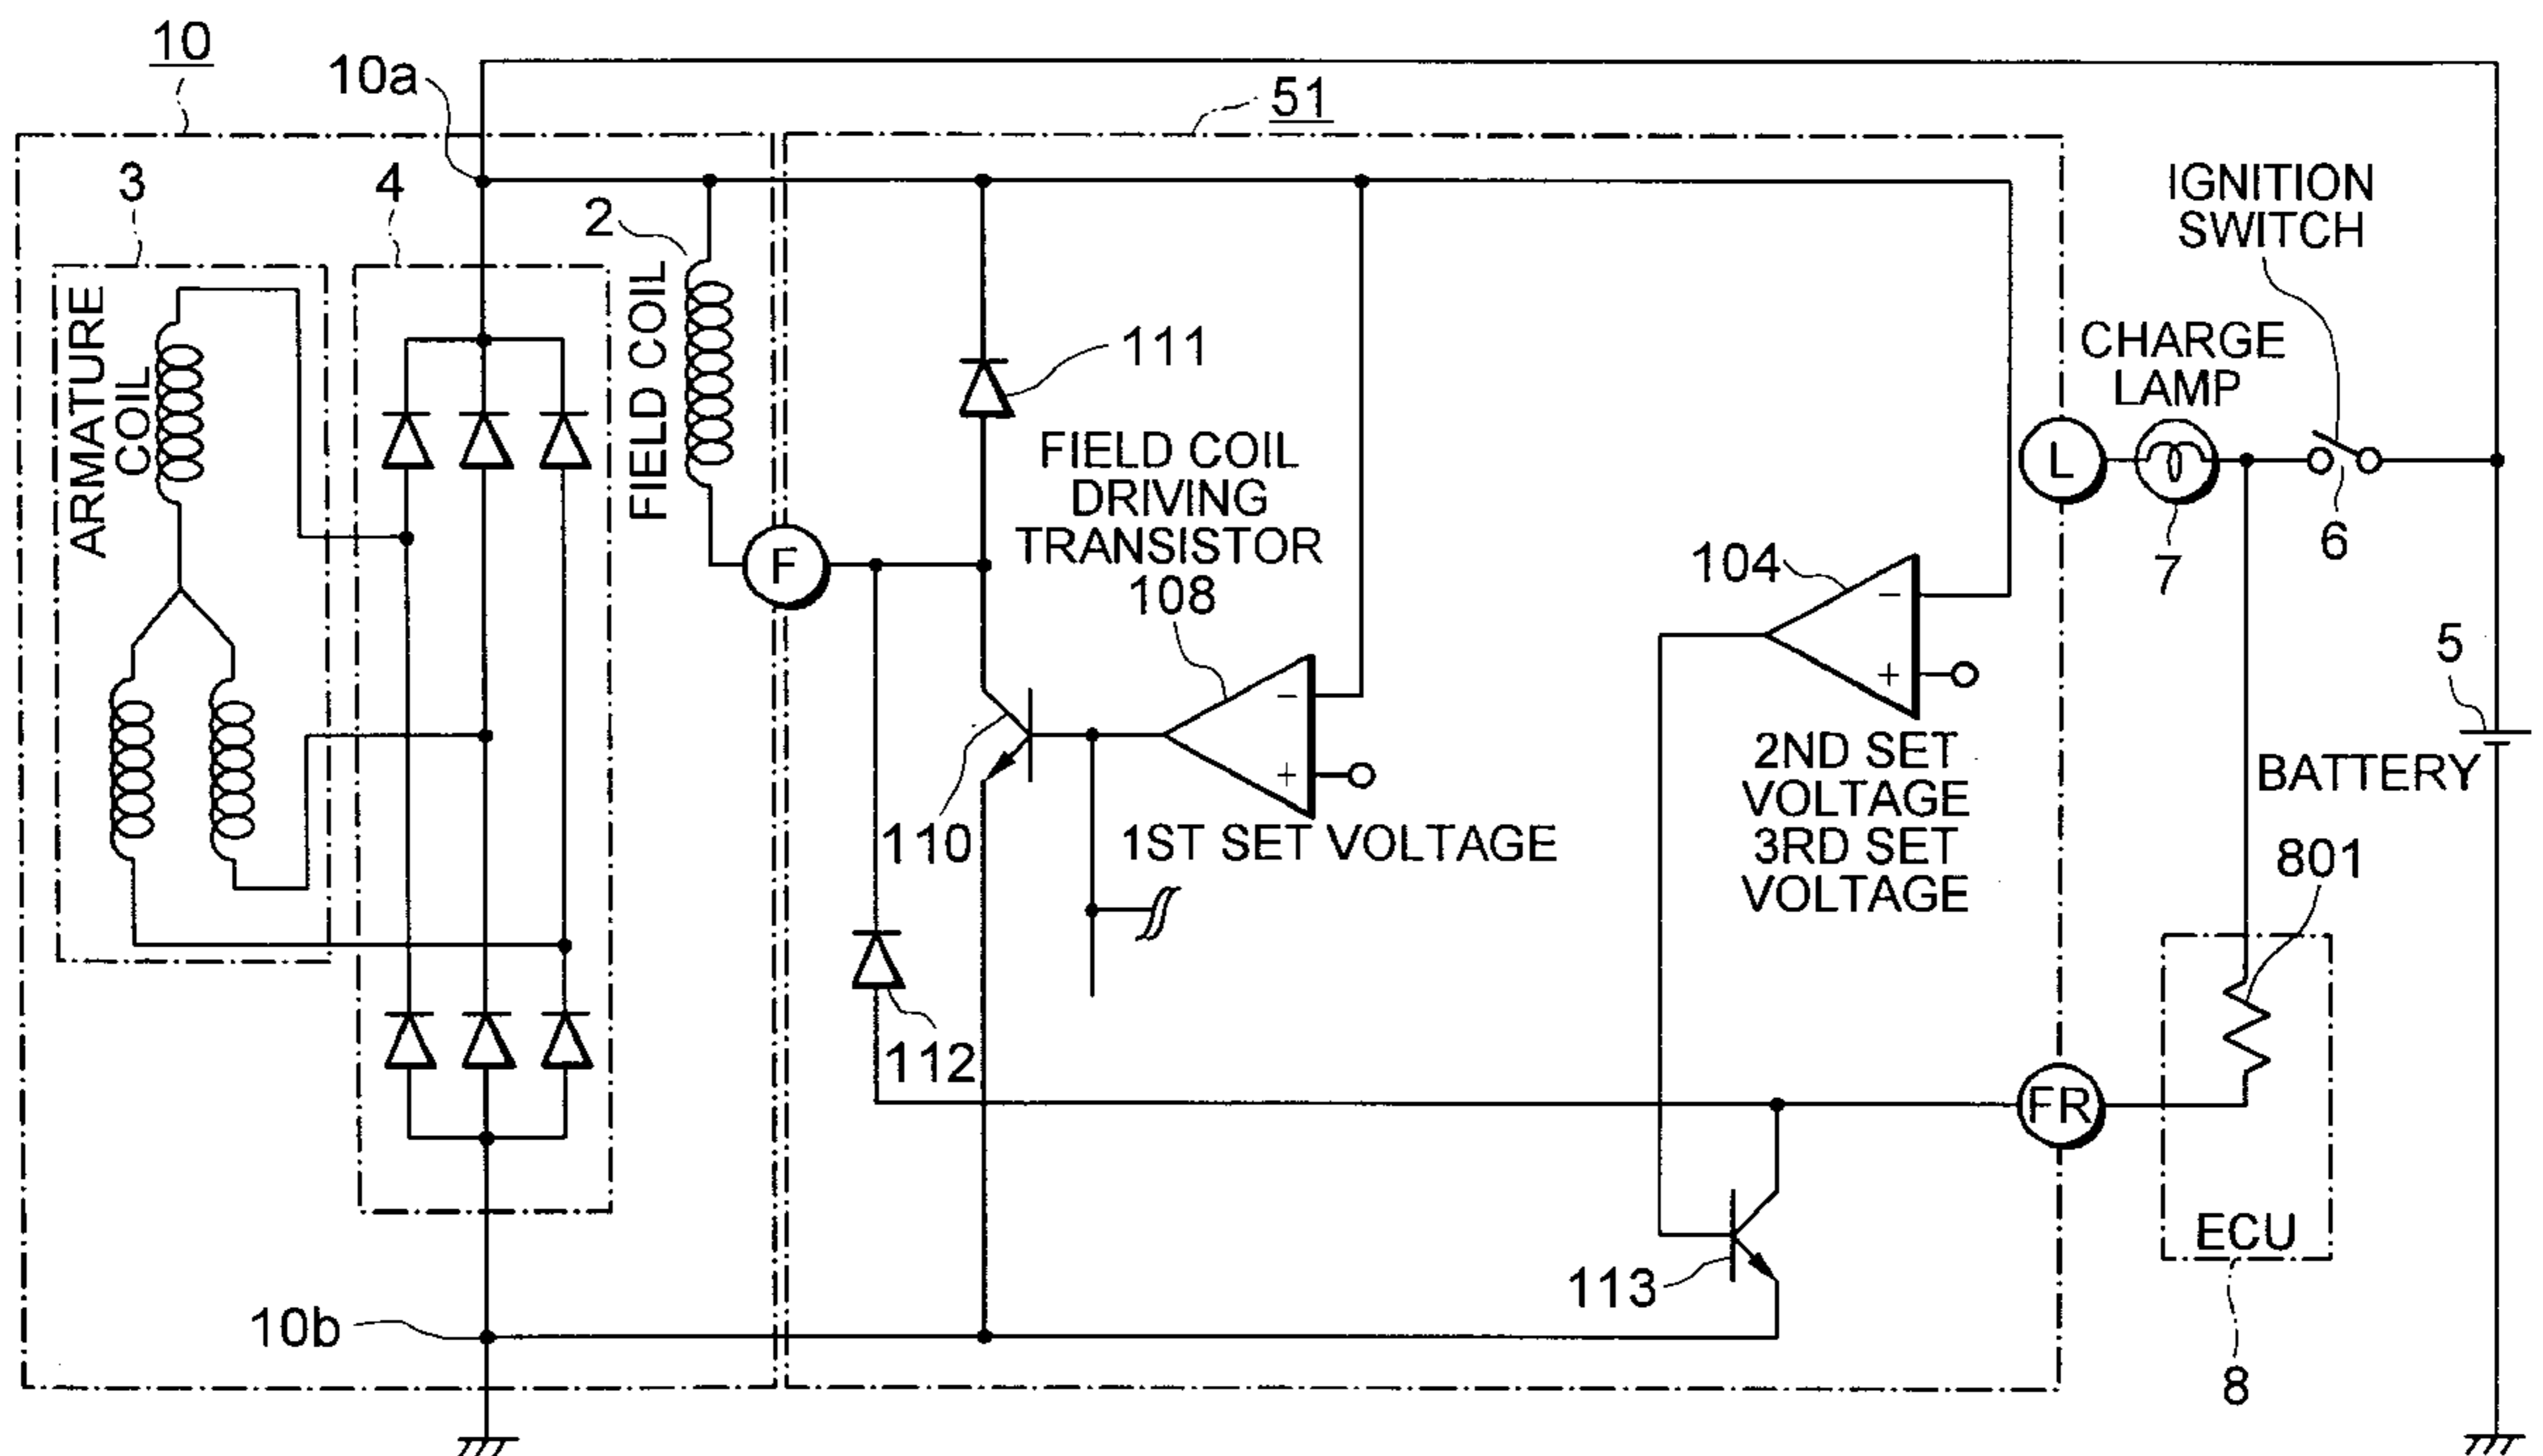 10
10a
51
3
4
2
ARMATURE
COIL
FIELD COIL
111
FIELD COIL
DRIVING
TRANSISTOR
108
F
110
−
+
1ST SET VOLTAGE
112
104
−
+
2ND SET
VOLTAGE
3RD SET
VOLTAGE
113
10b
IGNITION
SWITCH
CHARGE
LAMP
L
7
6
5
BATTERY
801
FR
ECU
8